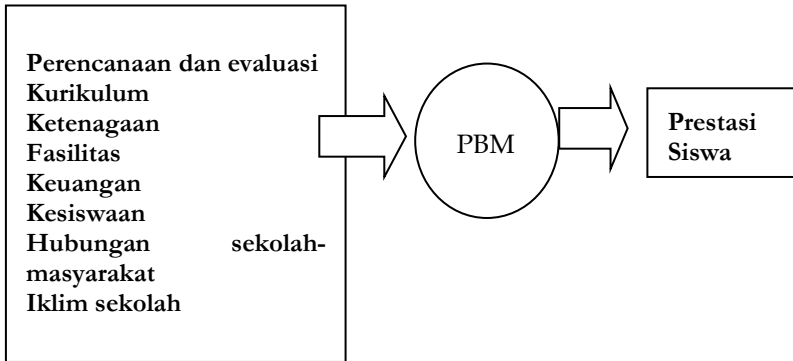 Perencanaan dan evaluasi
Kurikulum
Ketenagaan
Fasilitas
Keuangan
Kesiswaan
Hubungan sekolah-
masyarakat
Iklim sekolah
PBM
Prestasi
Siswa